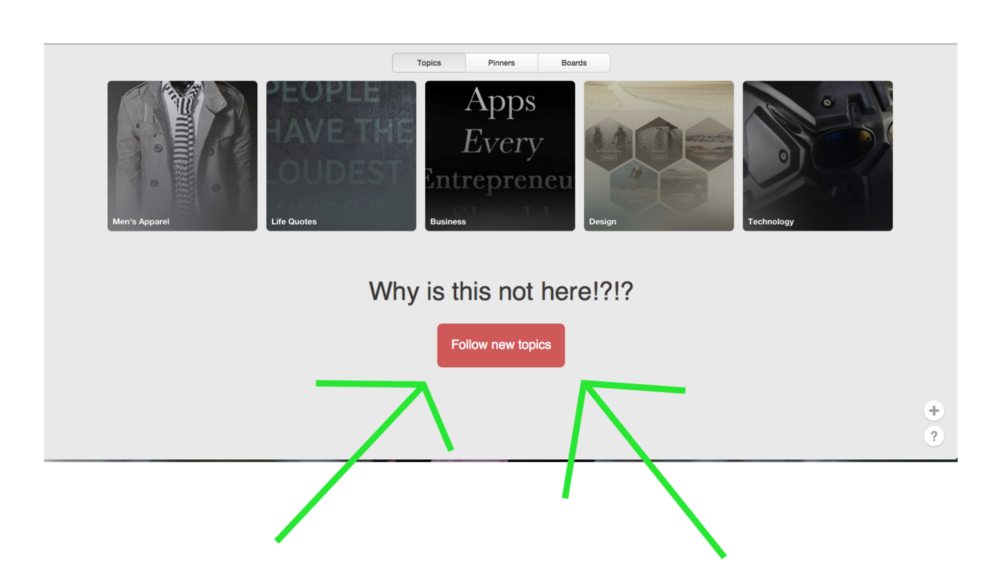 Topics Pinners Boards
PEOPLE
HAVE THE
LOUDEST
Apps
Every
Entrepreneu
Men's Apparel
Life Quotes
Business
Design
Technology
Why is this not here!?!?
Follow new topics
+
?